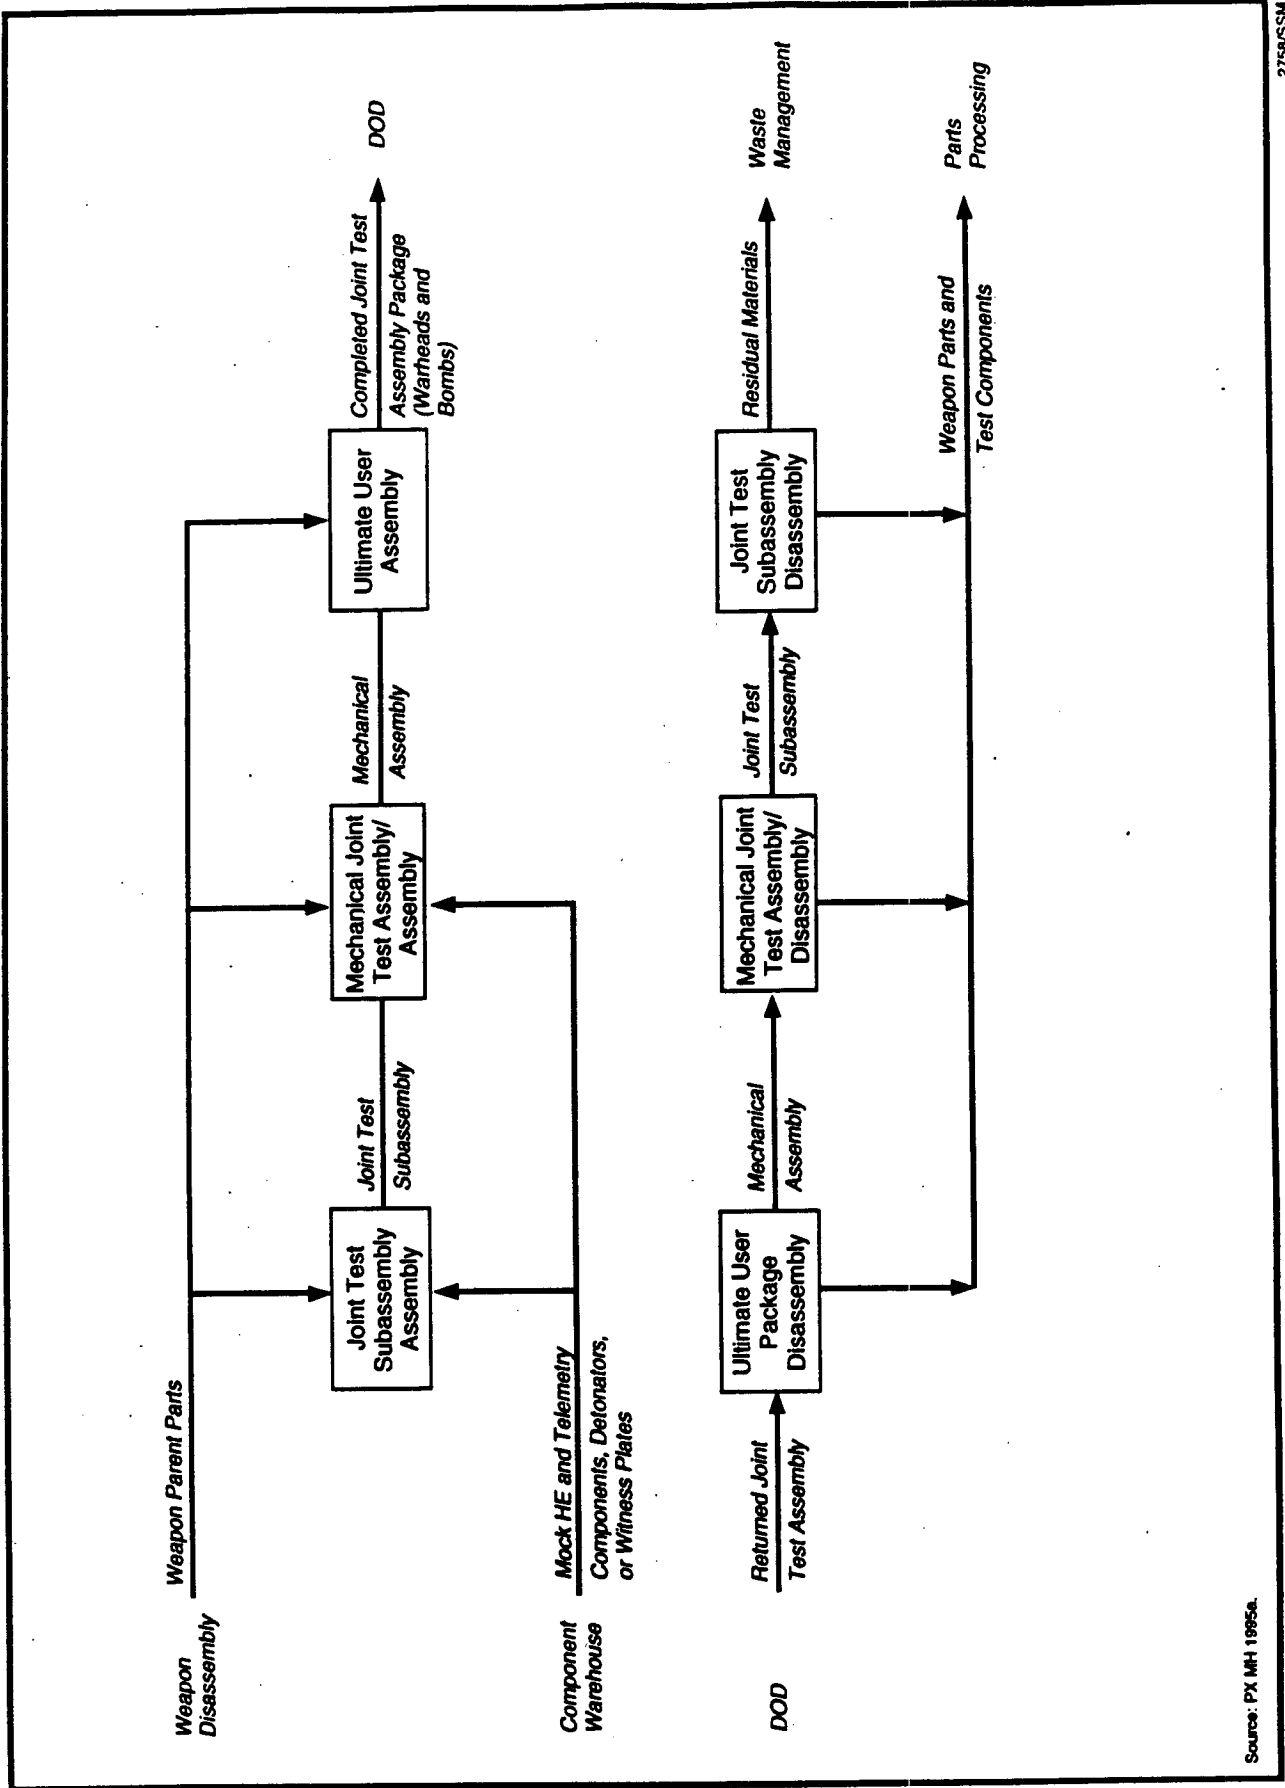 Weapon
Disassembly
Weapon Parent Parts
Component
Warehouse
Mock HE and Telemetry
Components, Detonators,
or Witness Plates
Joint Test
Subassembly
Assembly
Joint Test
Subassembly
Mechanical Joint
Test Assembly/
Assembly
Mechanical
Assembly
Ultimate User
Assembly
Completed Joint Test
Assembly Package
(Warheads and
Bombs)
DOD
DOD
Returned Joint
Test Assembly
Ultimate User
Package
Disassembly
Mechanical
Assembly
Mechanical Joint
Test Assembly/
Disassembly
Joint Test
Subassembly
Joint Test
Subassembly
Disassembly
Residual Materials
Waste
Management
Weapon Parts and
Test Components
Parts
Processing
Source: PX MH 1995a.
2758/SSM